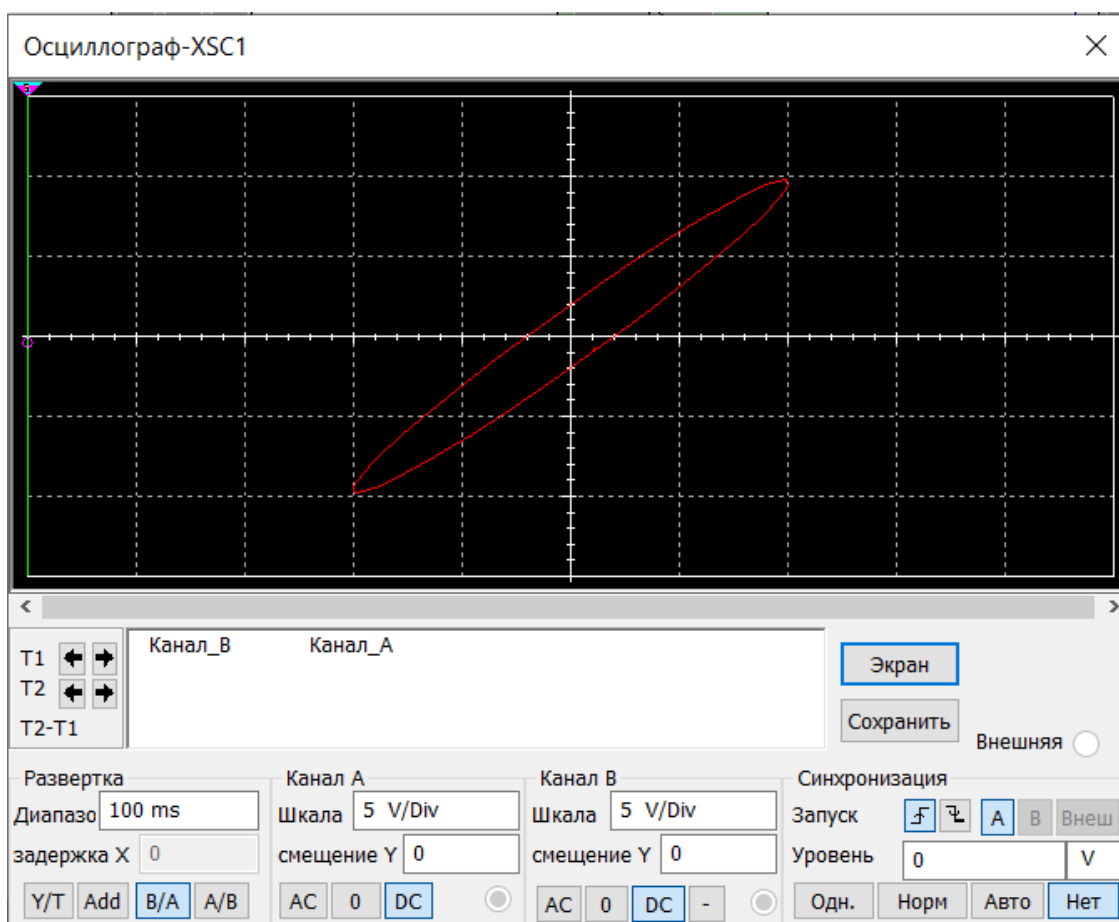 Осциллограф-XSC1
Канал_B Канал_A
T1
T2
T2-T1
Экран
Сохранить
Внешняя
Развертка
Диапазо 100 ms
задержка X 0
Y/T Add B/A A/B
Канал A
Шкала 5 V/Div
смещение Y 0
AC 0 DC
Канал B
Шкала 5 V/Div
смещение Y 0
AC 0 DC -
Синхронизация
Запуск A B Внеш
Уровень 0 V
Одн. Норм Авто Нет